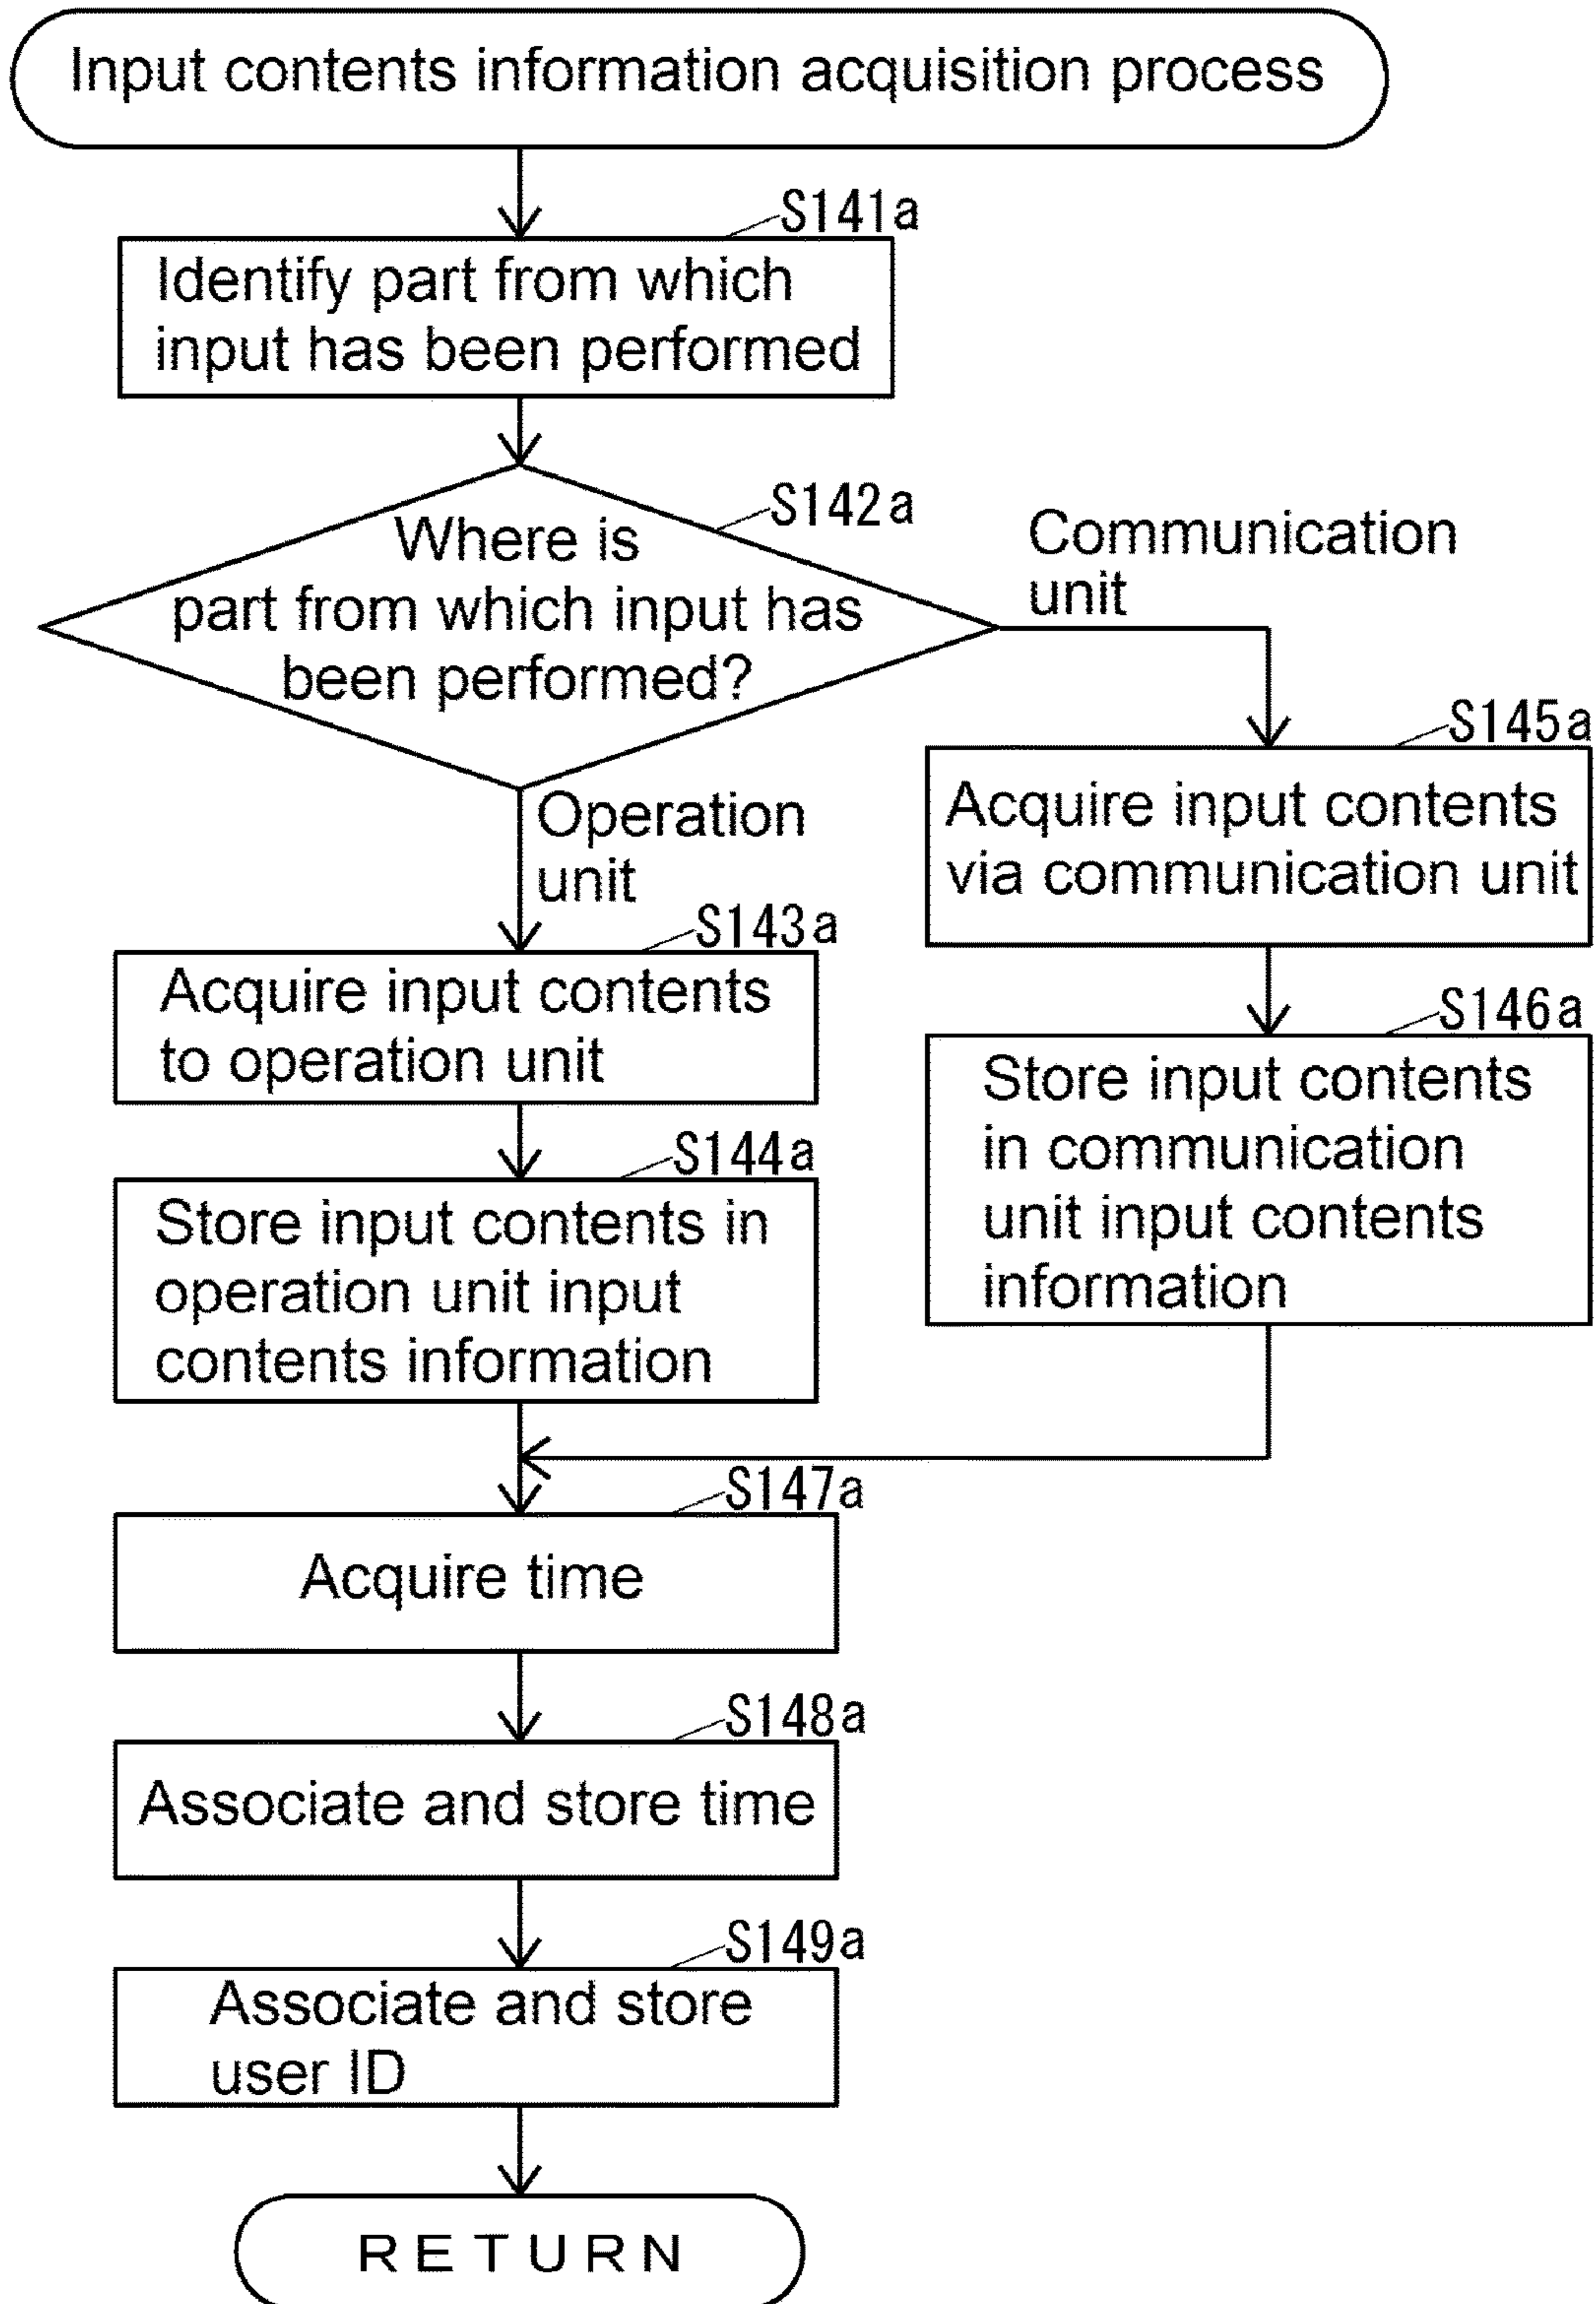 Input contents information acquisition process
S141a
Identify part from which
input has been performed
S142a
Where is
part from which input has
been performed?
Communication
unit
Operation
unit
S143a
Acquire input contents
to operation unit
S144a
Store input contents in
operation unit input
contents information
S145a
Acquire input contents
via communication unit
S146a
Store input contents
in communication
unit input contents
information
S147a
Acquire time
S148a
Associate and store time
S149a
Associate and store
user ID
RETURN